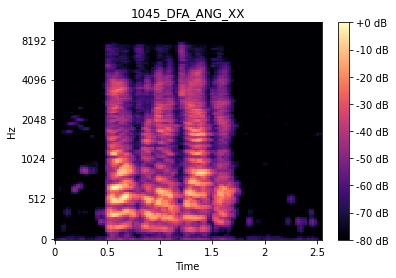 1045_DFA_ANG_XX
+0 dB
8192
-10 dB
4096
-20 dB
-30 dB
2048
-40 dB
Hz
1024
-50 dB
512
-60 dB
-70 dB
0
-80 dB
0 0.5 1 1.5 2 2.5
Time